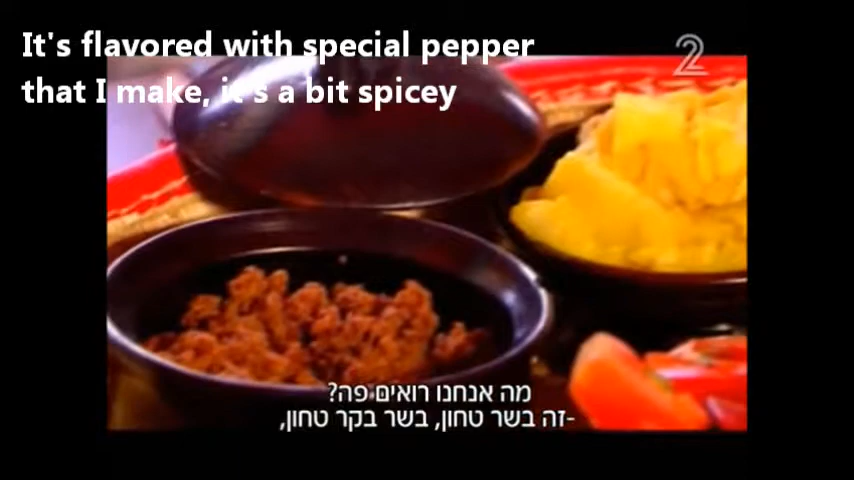 It's flavored with special pepper
that I make, it's a bit spicey
2
מה אנחנו רואים פה?
-זה בשר טחון, בשר בקר טחון,